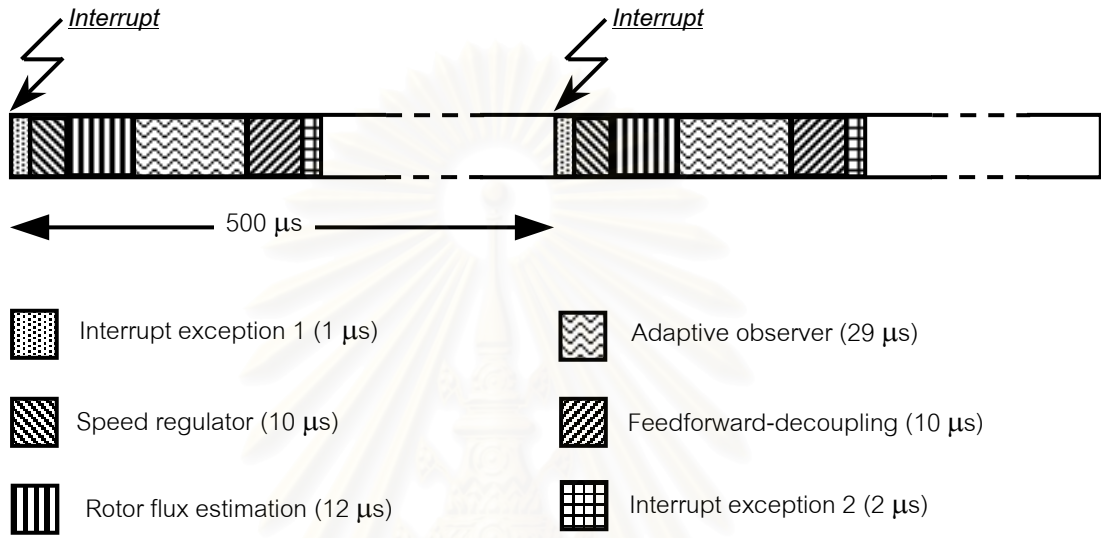 Interrupt
Interrupt
500 µs
Interrupt exception 1 (1 µs)
Adaptive observer (29 µs)
Speed regulator (10 µs)
Feedforward-decoupling (10 µs)
Rotor flux estimation (12 µs)
Interrupt exception 2 (2 µs)